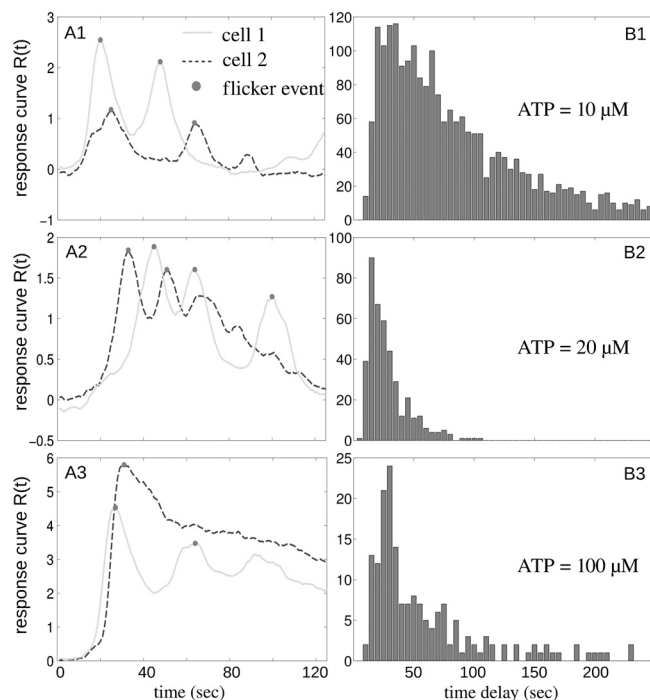 A1
cell 1
cell 2
flicker event
response curve R(t)
3
2
1
0
−1
B1
ATP = 10 μM
120
100
80
60
40
20
0
A2
response curve R(t)
2
1.5
1
0.5
0
−0.5
B2
ATP = 20 μM
100
80
60
40
20
0
A3
response curve R(t)
6
5
4
3
2
1
0
0 40 80 120
time (sec)
B3
ATP = 100 μM
25
20
15
10
5
0
50 100 150 200
time delay (sec)